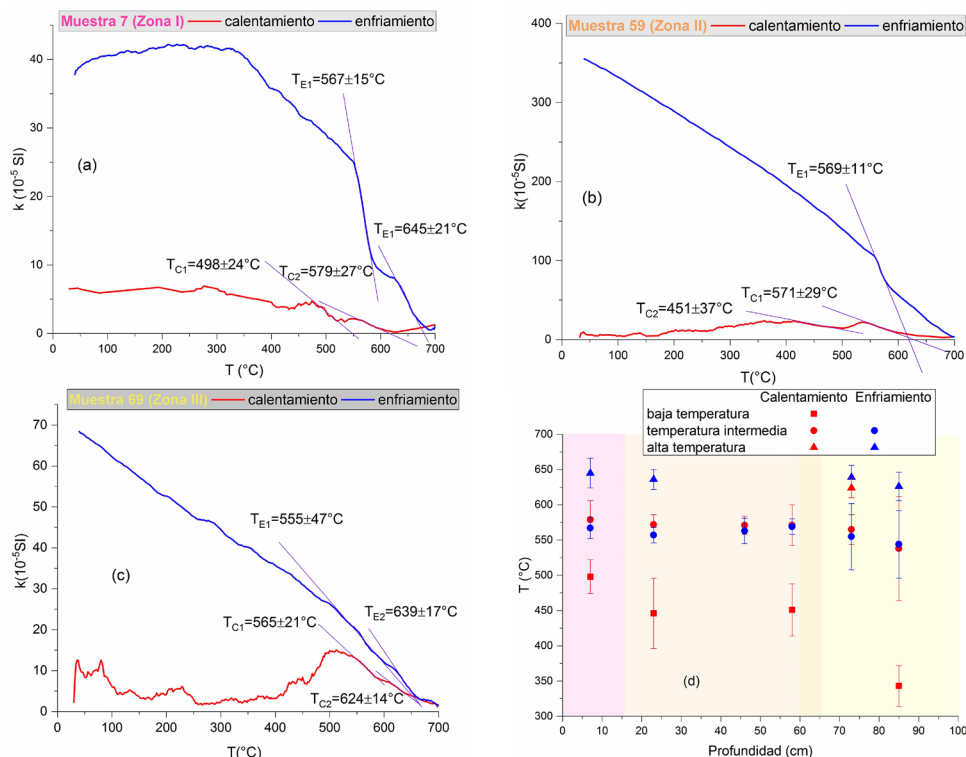 Muestra 7 (Zona I) calentamiento enfriamiento
k (10-5 SI)
40
30
20
10
0
T_E1=567±15°C
(a)
T_E1=645±21°C
T_C1=498±24°C
T_C2=579±27°C
0 100 200 300 400 500 600 700
T (°C)
Muestra 59 (Zona II) calentamiento enfriamiento
k(10-5SI)
400
300
200
100
0
T_E1=569±11°C
(b)
T_C1=571±29°C
T_C2=451±37°C
0 100 200 300 400 500 600 700
T(°C)
Muestra 69 (Zona III) calentamiento enfriamiento
k(10-5SI)
70
60
50
40
30
20
10
0
T_E1=555±47°C
(c)
T_E2=639±17°C
T_C1=565±21°C
T_C2=624±14°C
0 100 200 300 400 500 600 700
T(°C)
Calentamiento Enfriamiento
baja temperatura
temperatura intermedia
alta temperatura
T (°C)
700
650
600
550
500
450
400
350
300
(d)
0 10 20 30 40 50 60 70 80 90 100
Profundidad (cm)